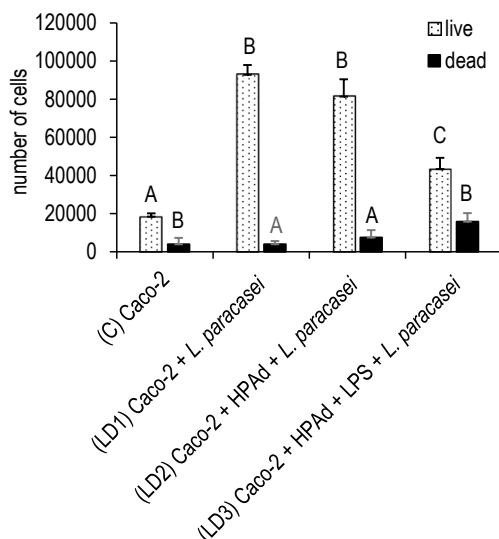 120000
100000
80000
60000
40000
20000
0
number of cells
live
dead
A
B
B
A
B
A
C
B
(C) Caco-2
(LD1) Caco-2 + L. paracasei
(LD2) Caco-2 + HPAd + L. paracasei
(LD3) Caco-2 + HPAd + LPS + L. paracasei